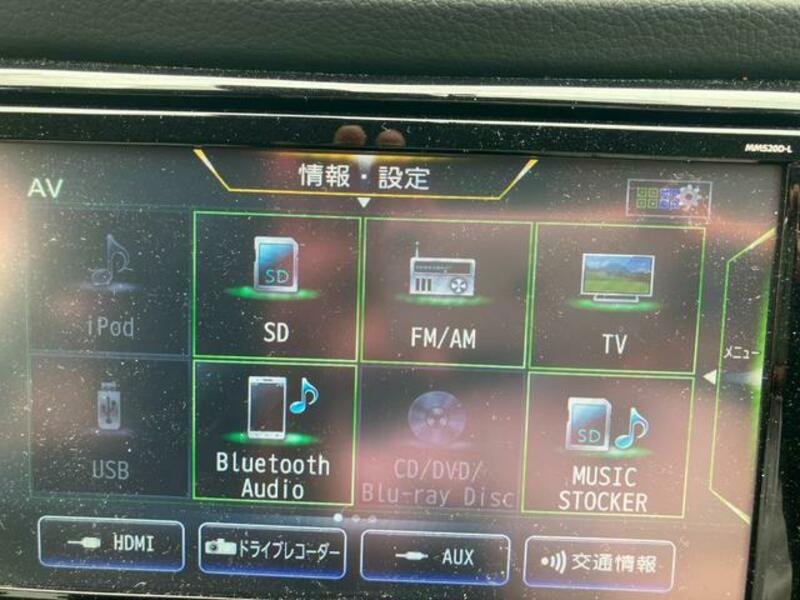 MM520D-L
AV
情報・設定
iPod
SD
SD
FM/AM
TV
メニュー
USB
Bluetooth
Audio
CD/DVD/
Blu-ray Disc
SD
MUSIC
STOCKER
HDMI
ドライブレコーダー
AUX
交通情報